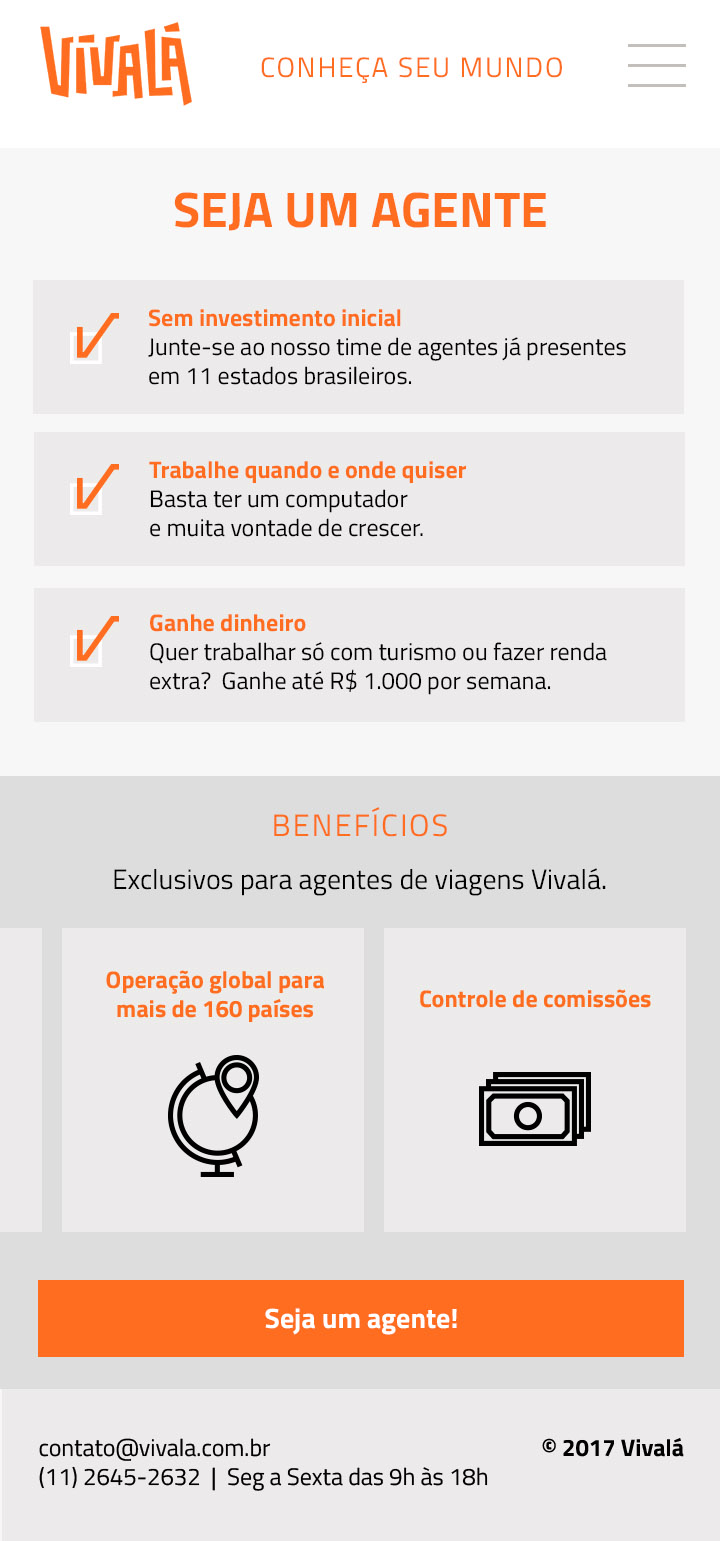 VIVALÁ
CONHEÇA SEU MUNDO
SEJA UM AGENTE
Sem investimento inicial
Junte-se ao nosso time de agentes já presentes
em 11 estados brasileiros.
Trabalhe quando e onde quiser
Basta ter um computador
e muita vontade de crescer.
Ganhe dinheiro
Quer trabalhar só com turismo ou fazer renda
extra?  Ganhe até R$ 1.000 por semana.
BENEFÍCIOS
Exclusivos para agentes de viagens Vivalá.
Operação global para
mais de 160 países
Controle de comissões
Seja um agente!
contato@vivala.com.br
© 2017 Vivalá
(11) 2645-2632 | Seg a Sexta das 9h às 18h